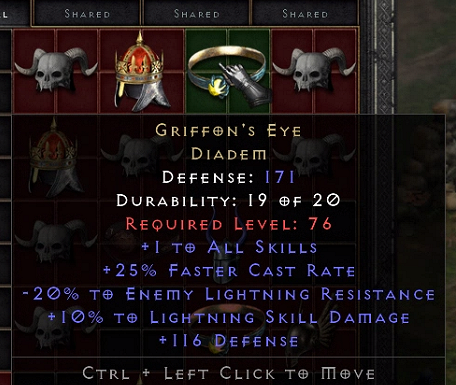 L
Shared
Shared
Shared
Griffon's Eye
Diadem
Defense: 171
Durability: 19 of 20
Required Level: 76
+1 to All Skills
+25% Faster Cast Rate
-20% to Enemy Lightning Resistance
+10% to Lightning Skill Damage
+116 Defense
Ctrl + Left Click to Move